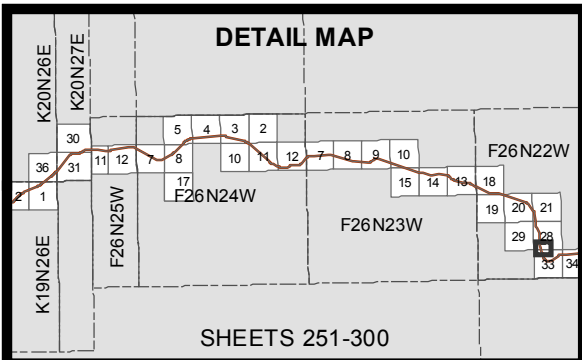 DETAIL MAP
K20N26E
K20N27E
5 4 3 2
30
F26N22W
36 31 11 12 7 8 10 11 12 7 8 9 10
17 F26N24W
15 14 13 18
2 1
19 20 21
F26N25W
F26N23W
29 28
K19N26E
33 34
SHEETS 251-300